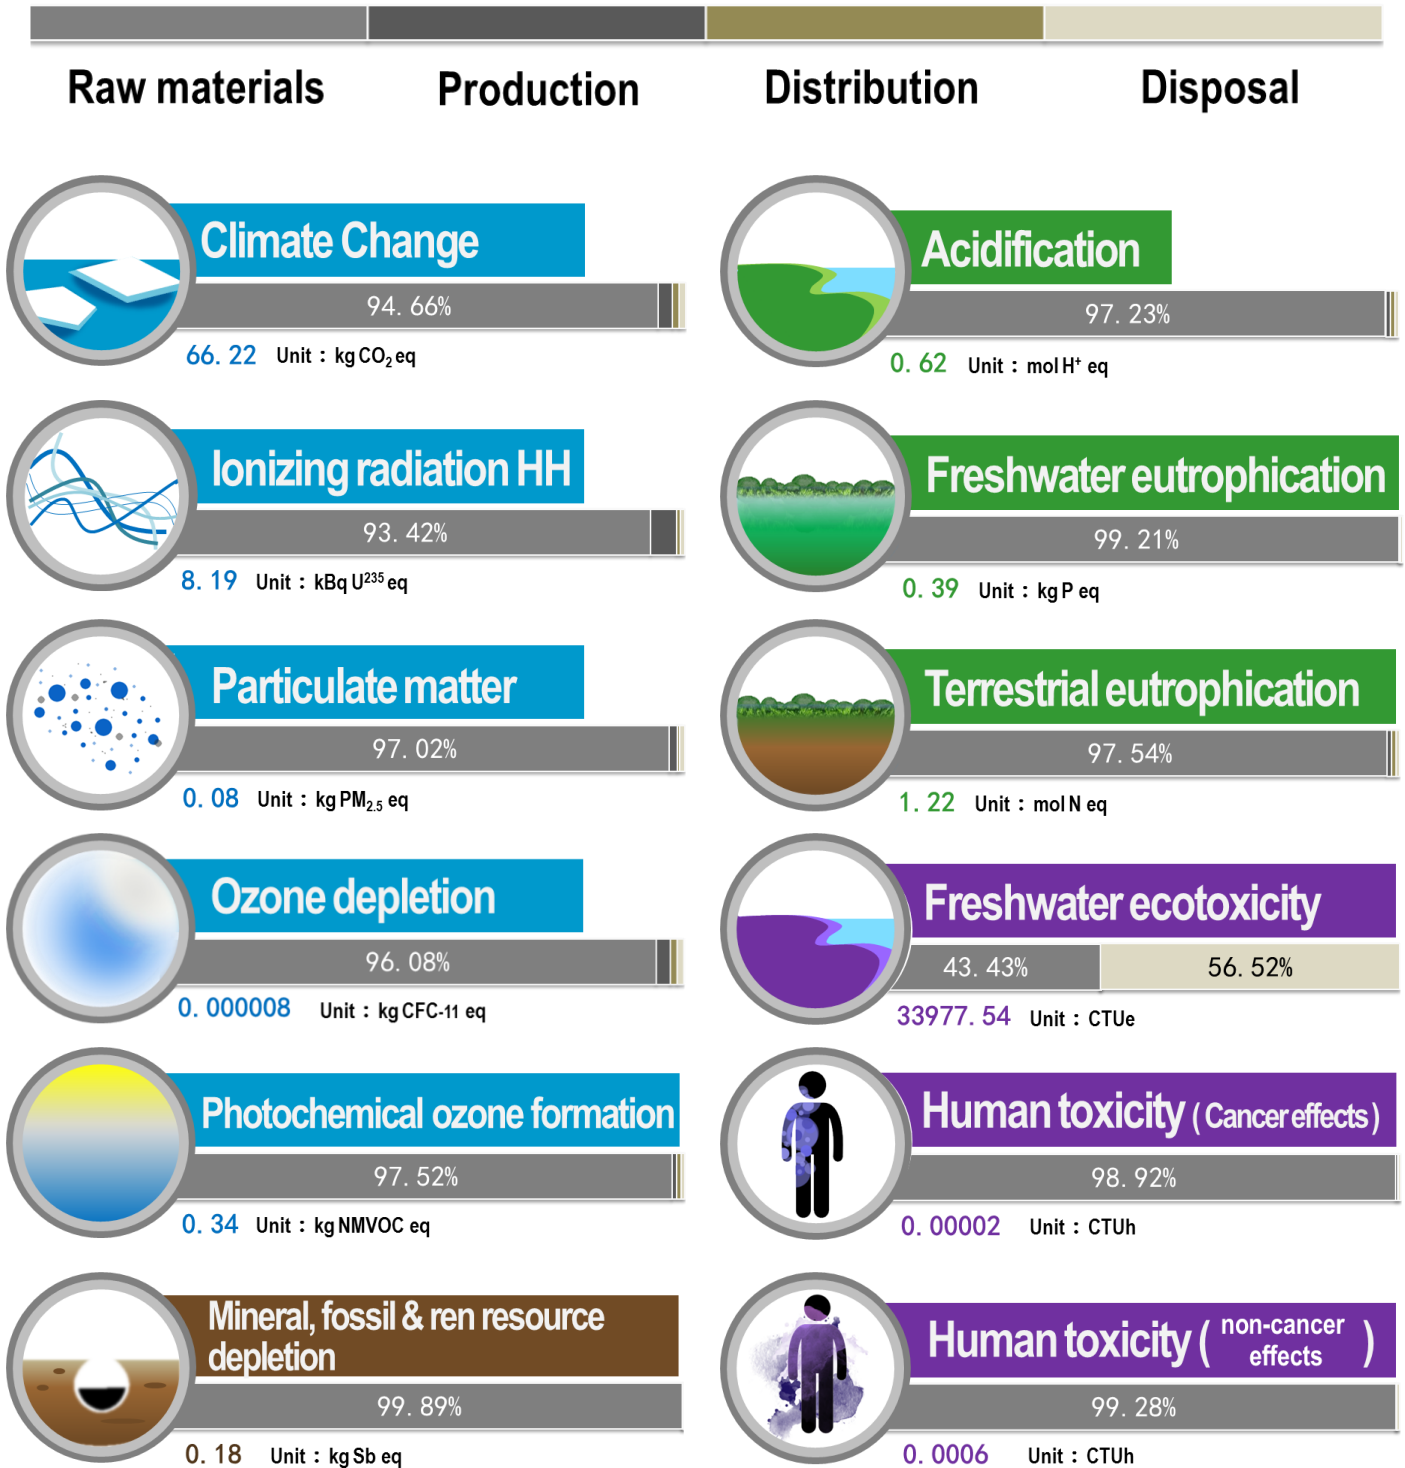 Raw materials
Production
Distribution
Disposal
Climate Change
94.66%
66.22 Unit : kg CO₂ eq
Ionizing radiation HH
93.42%
8.19 Unit : kBq U²³⁵ eq
Particulate matter
97.02%
0.08 Unit : kg PM₂.₅ eq
Ozone depletion
96.08%
0.000008 Unit : kg CFC-11 eq
Photochemical ozone formation
97.52%
0.34 Unit : kg NMVOC eq
Mineral, fossil & ren resource
depletion
99.89%
0.18 Unit : kg Sb eq
Acidification
97.23%
0.62 Unit : mol H⁺ eq
Freshwater eutrophication
99.21%
0.39 Unit : kg P eq
Terrestrial eutrophication
97.54%
1.22 Unit : mol N eq
Freshwater ecotoxicity
43.43%
56.52%
33977.54 Unit : CTUe
Human toxicity (Cancer effects)
98.92%
0.00002 Unit : CTUh
Human toxicity ( non-cancer
effects )
99.28%
0.0006 Unit : CTUh